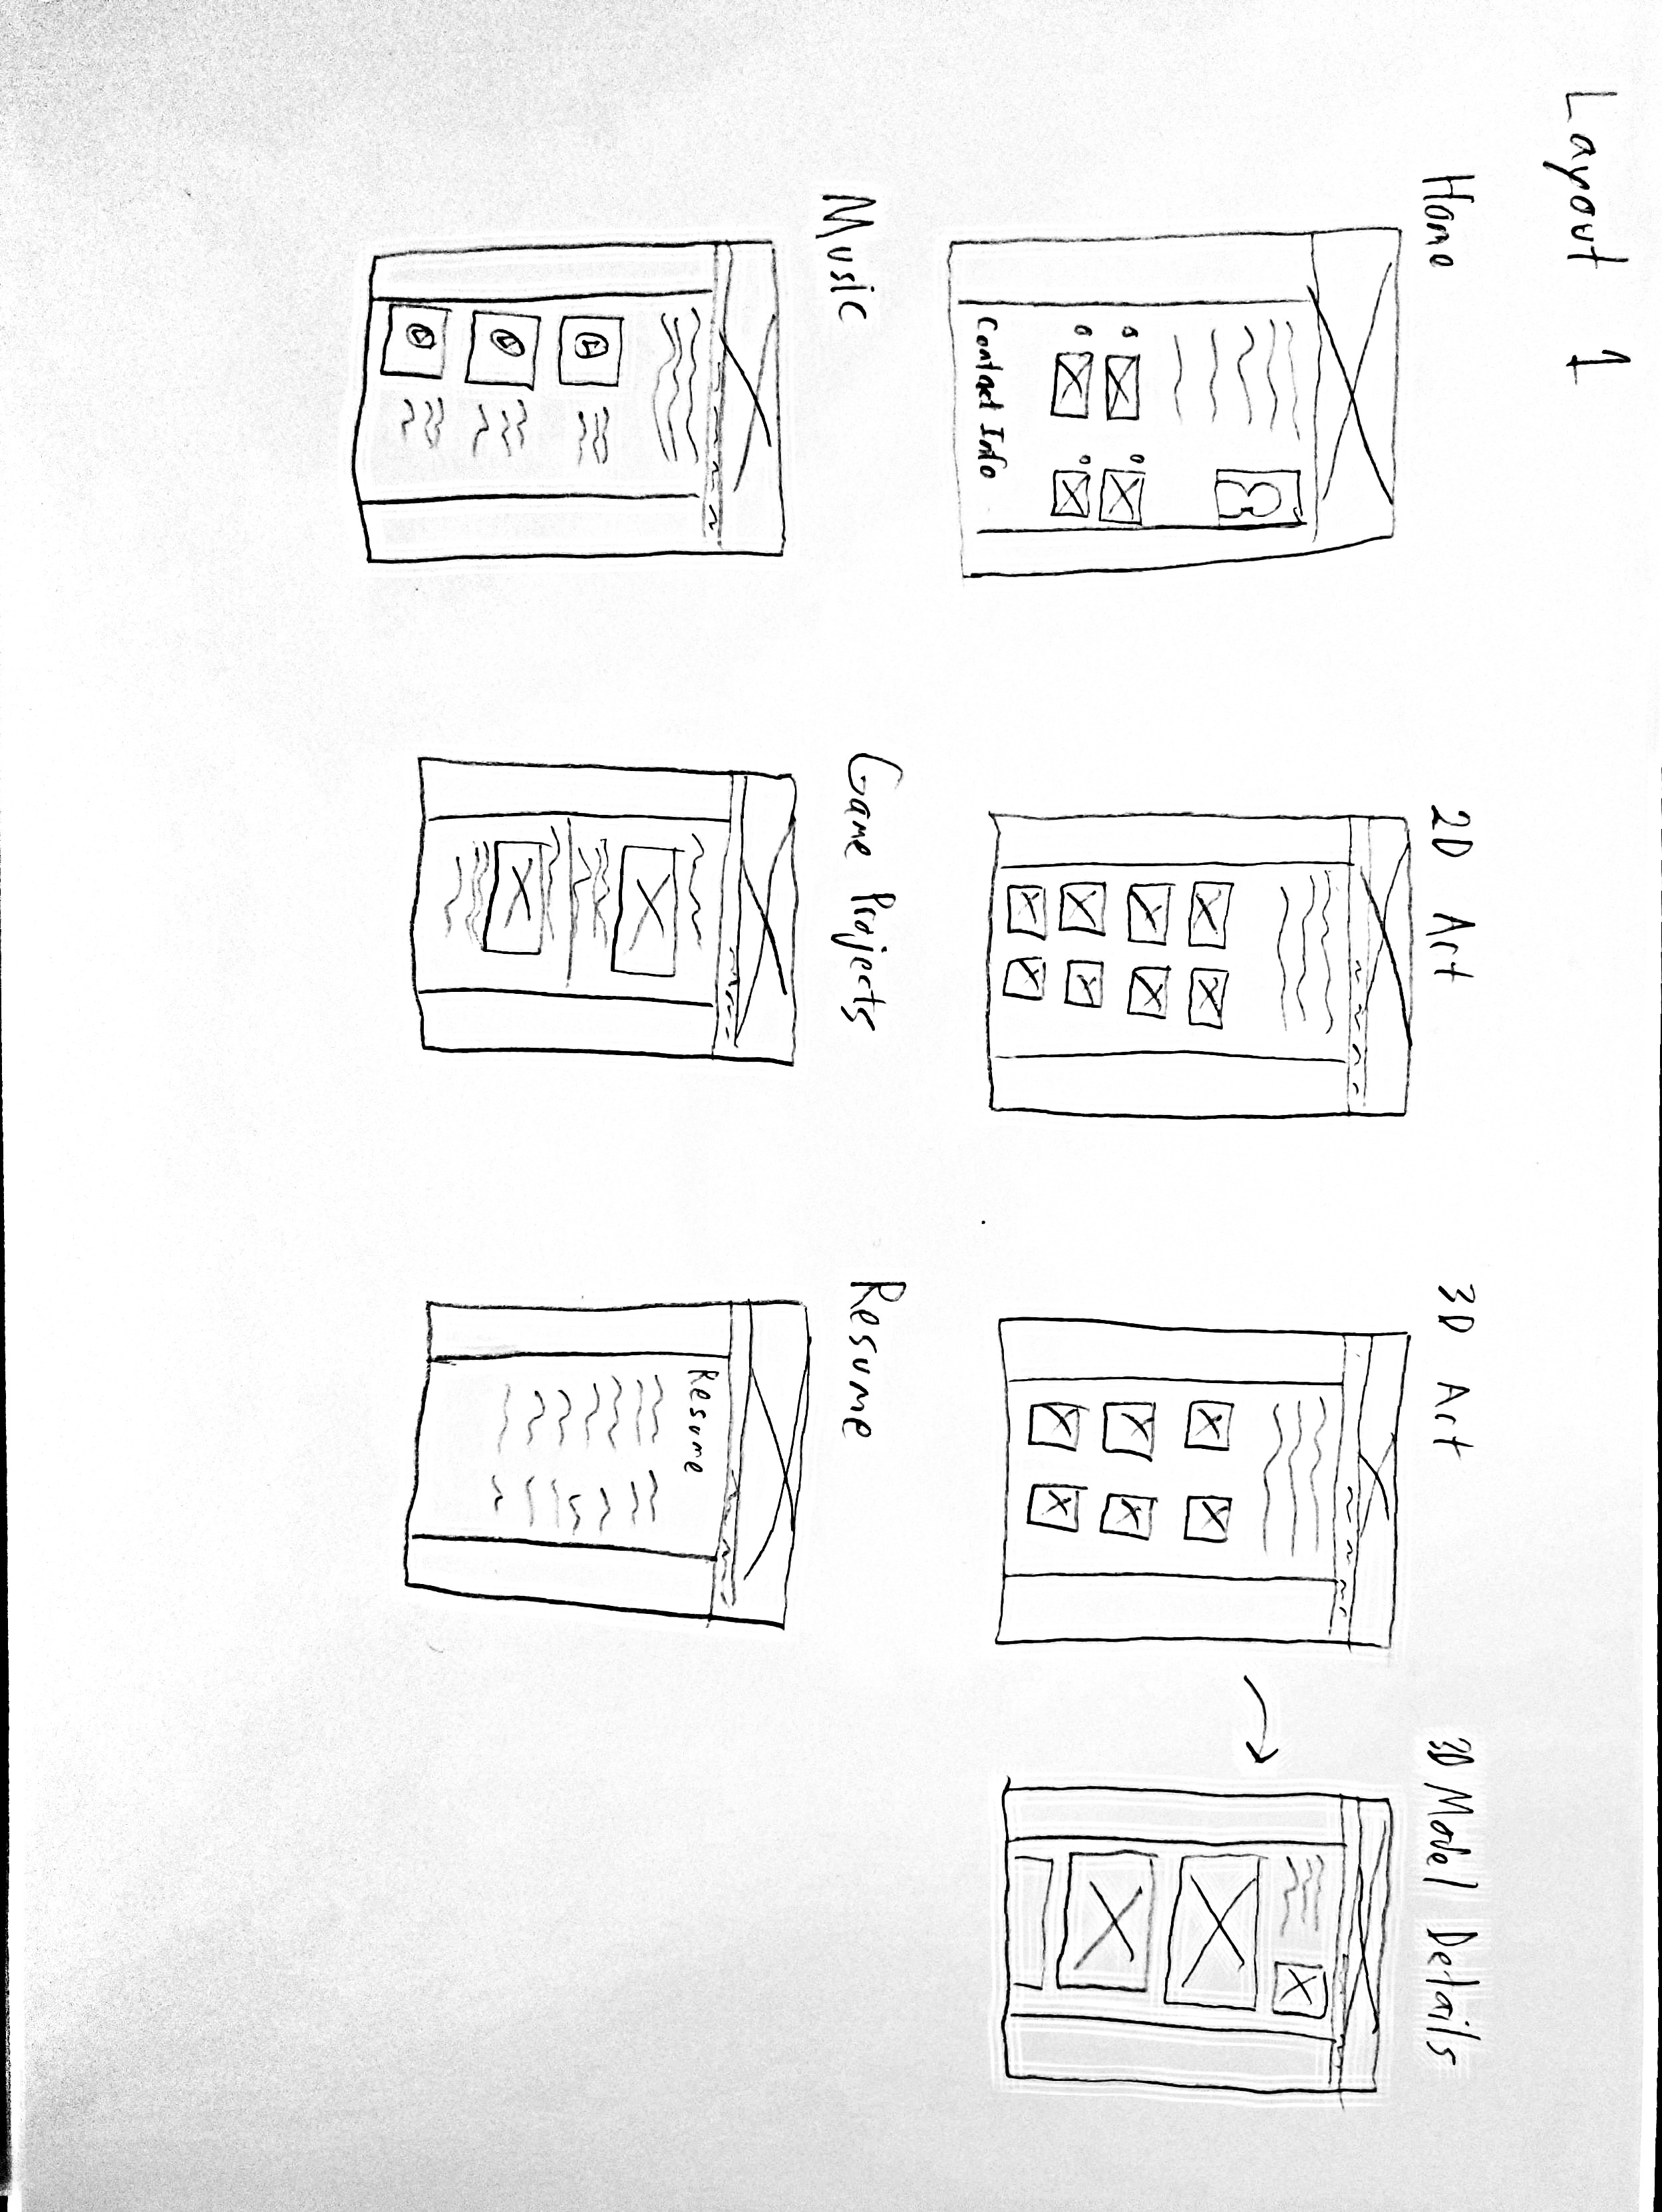 Layout 1
Home
2D Art
3D Art
3D Model Details
Contact Info
Music
Game Projects
Resume
Resume